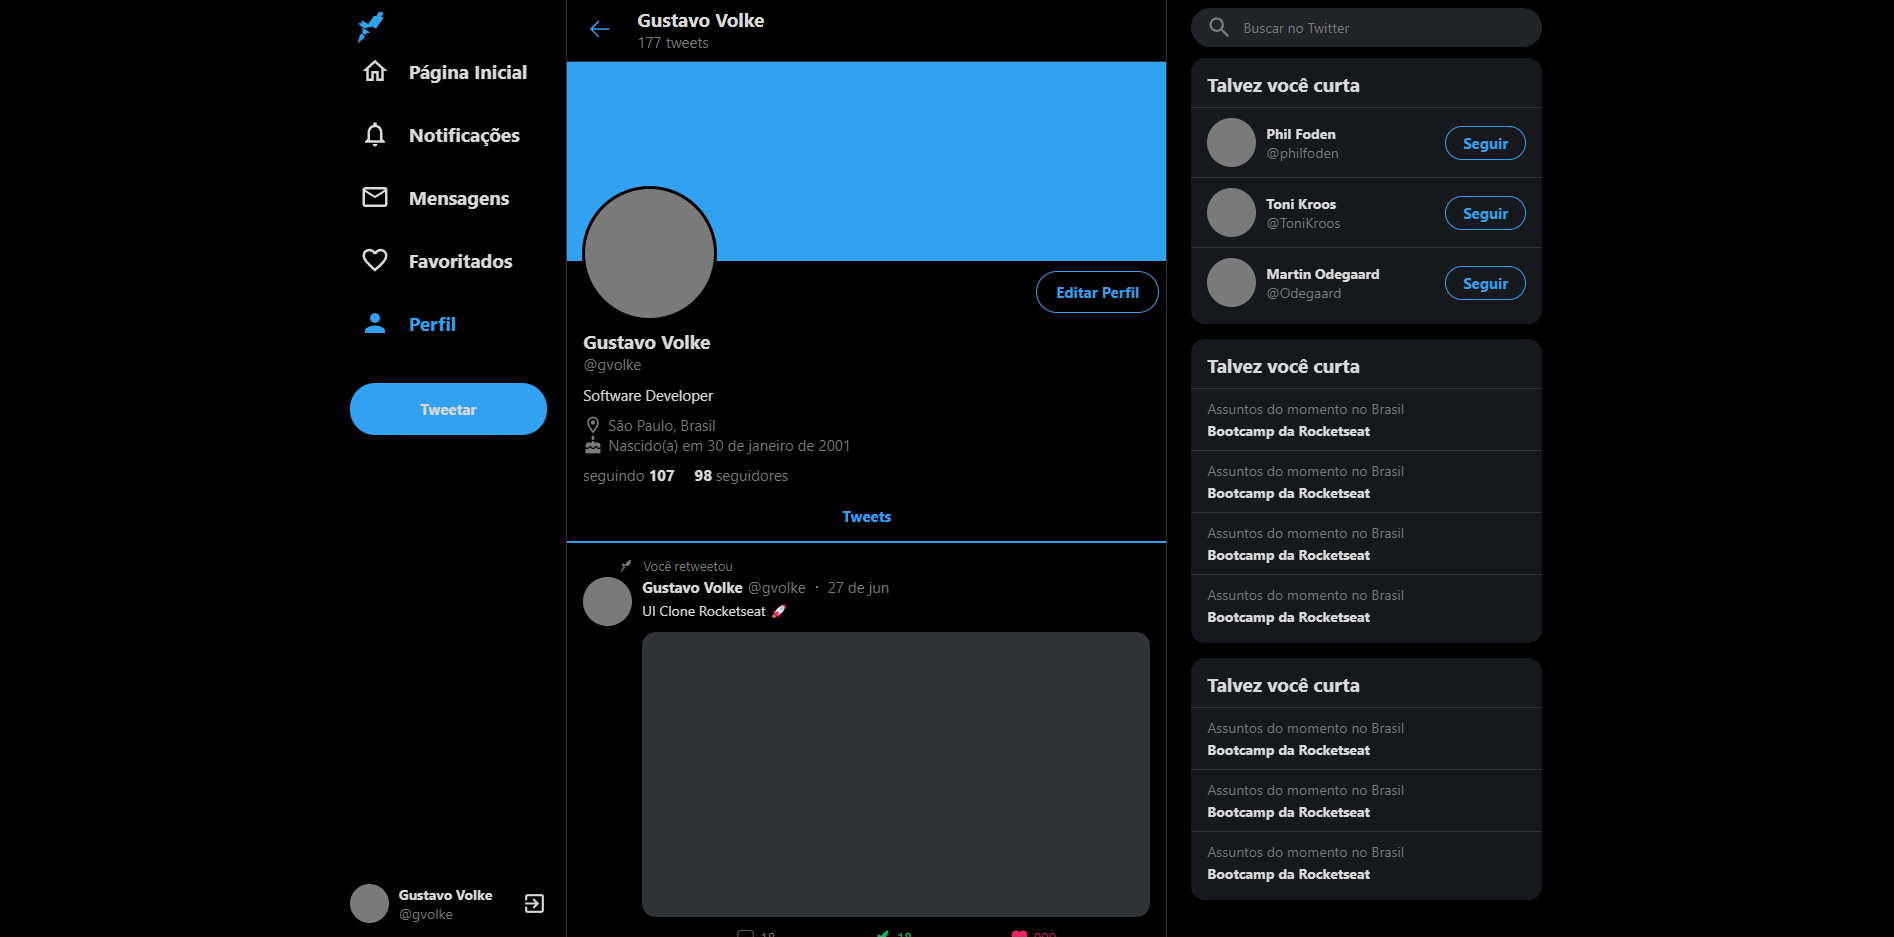 Página Inicial
Notificações
Mensagens
Favoritados
Perfil
Tweetar
Gustavo Volke
@gvolke
Gustavo Volke
177 tweets
Editar Perfil
Gustavo Volke
@gvolke
Software Developer
São Paulo, Brasil
Nascido(a) em 30 de janeiro de 2001
seguindo 107 98 seguidores
Tweets
Você retweetou
Gustavo Volke @gvolke · 27 de jun
UI Clone Rocketseat 🚀
Buscar no Twitter
Talvez você curta
Phil Foden
@philfoden
Seguir
Toni Kroos
@ToniKroos
Seguir
Martin Odegaard
@Odegaard
Seguir
Talvez você curta
Assuntos do momento no Brasil
Bootcamp da Rocketseat
Assuntos do momento no Brasil
Bootcamp da Rocketseat
Assuntos do momento no Brasil
Bootcamp da Rocketseat
Assuntos do momento no Brasil
Bootcamp da Rocketseat
Talvez você curta
Assuntos do momento no Brasil
Bootcamp da Rocketseat
Assuntos do momento no Brasil
Bootcamp da Rocketseat
Assuntos do momento no Brasil
Bootcamp da Rocketseat